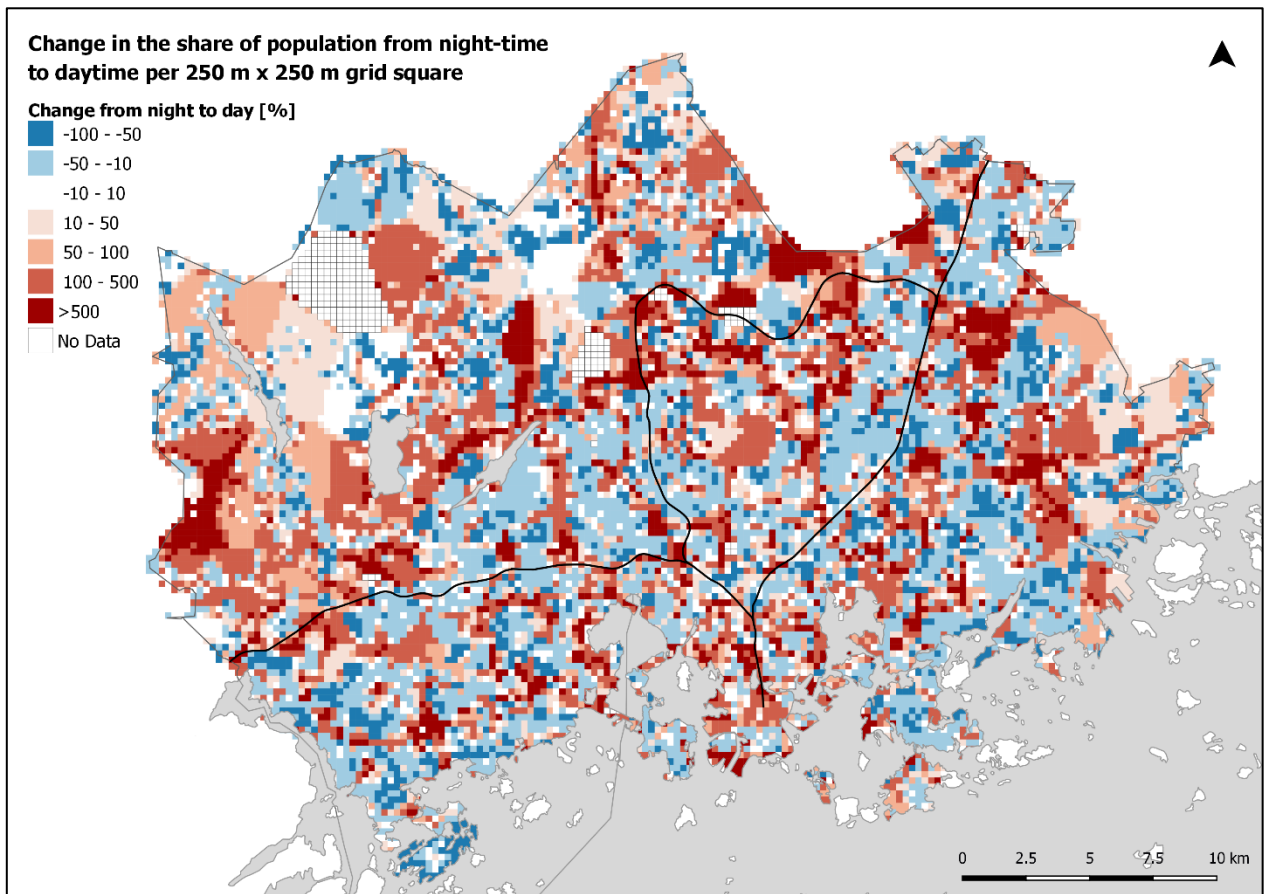 Change in the share of population from night-time
to daytime per 250 m x 250 m grid square
Change from night to day [%]
-100 - -50
-50 - -10
-10 - 10
10 - 50
50 - 100
100 - 500
>500
No Data
0 2.5 5 7.5 10 km